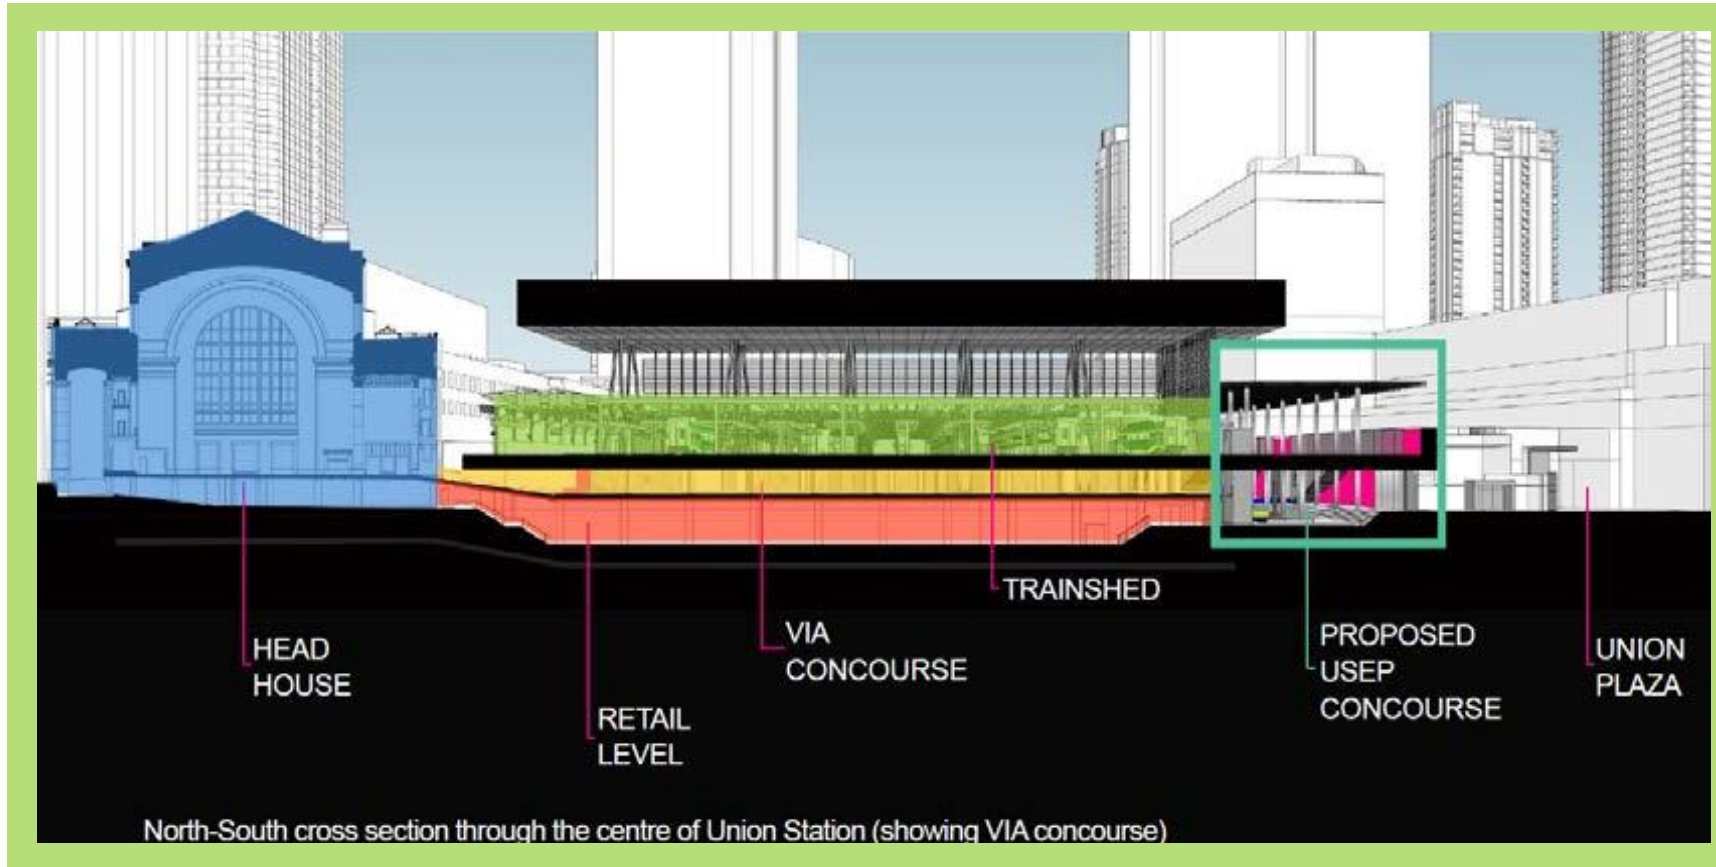 TRAINSHED
HEAD
HOUSE
VIA
CONCOURSE
PROPOSED
USEP
CONCOURSE
UNION
PLAZA
RETAIL
LEVEL
North-South cross section through the centre of Union Station (showing VIA concourse)